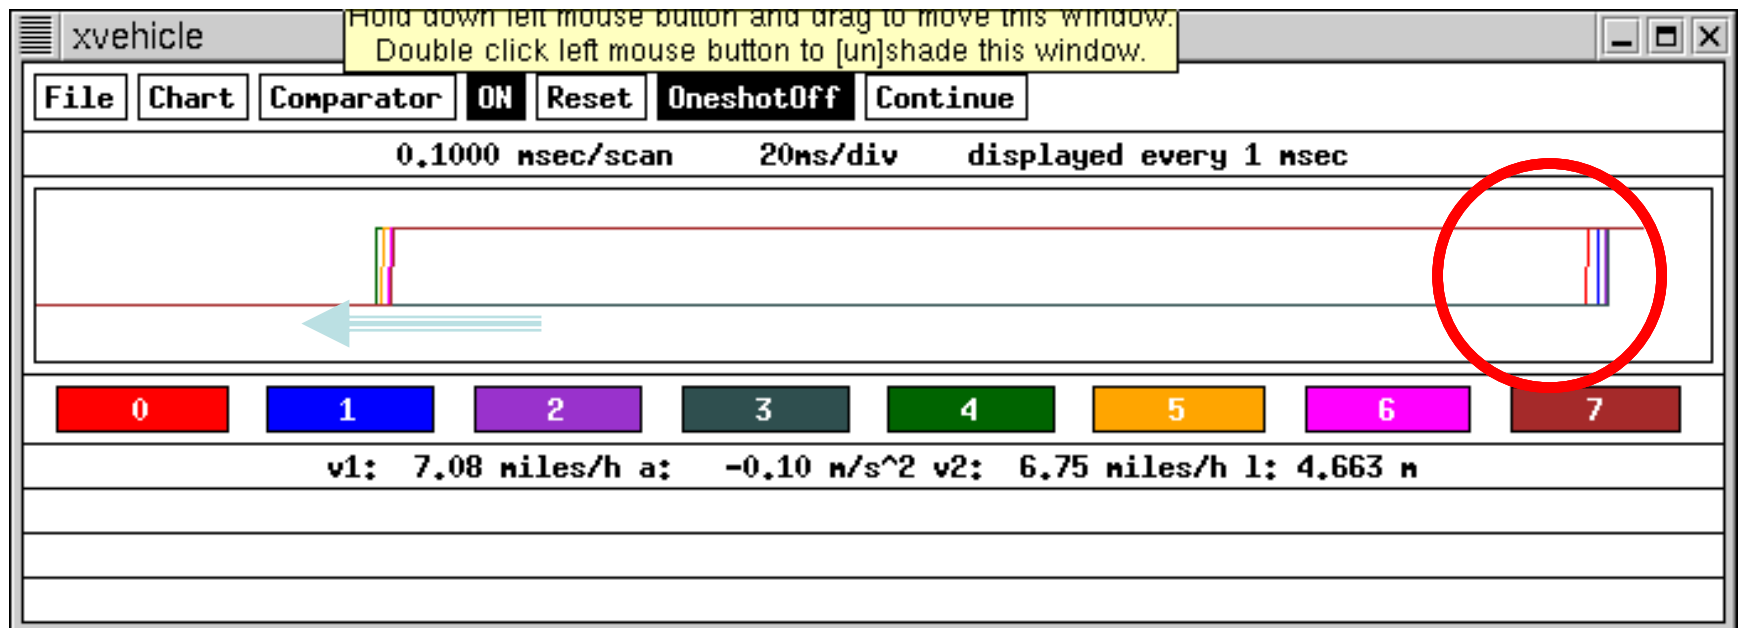 xvehicle
Hold down left mouse button and drag to move this window.
Double click left mouse button to [un]shade this window.
File Chart Comparator ON Reset OneshotOff Continue
0.1000 msec/scan 20ms/div displayed every 1 msec
0 1 2 3 4 5 6 7
v1: 7.08 miles/h a: -0.10 m/s^2 v2: 6.75 miles/h l: 4.663 m